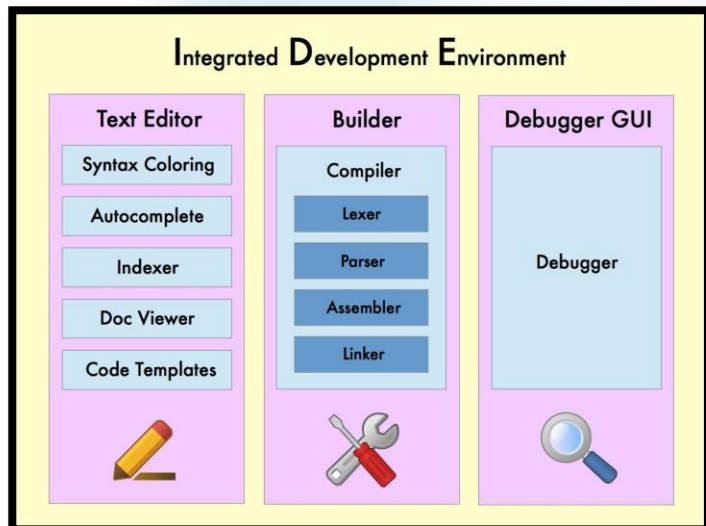 Integrated Development Environment
Text Editor
Syntax Coloring
Autocomplete
Indexer
Doc Viewer
Code Templates
Builder
Compiler
Lexer
Parser
Assembler
Linker
Debugger GUI
Debugger